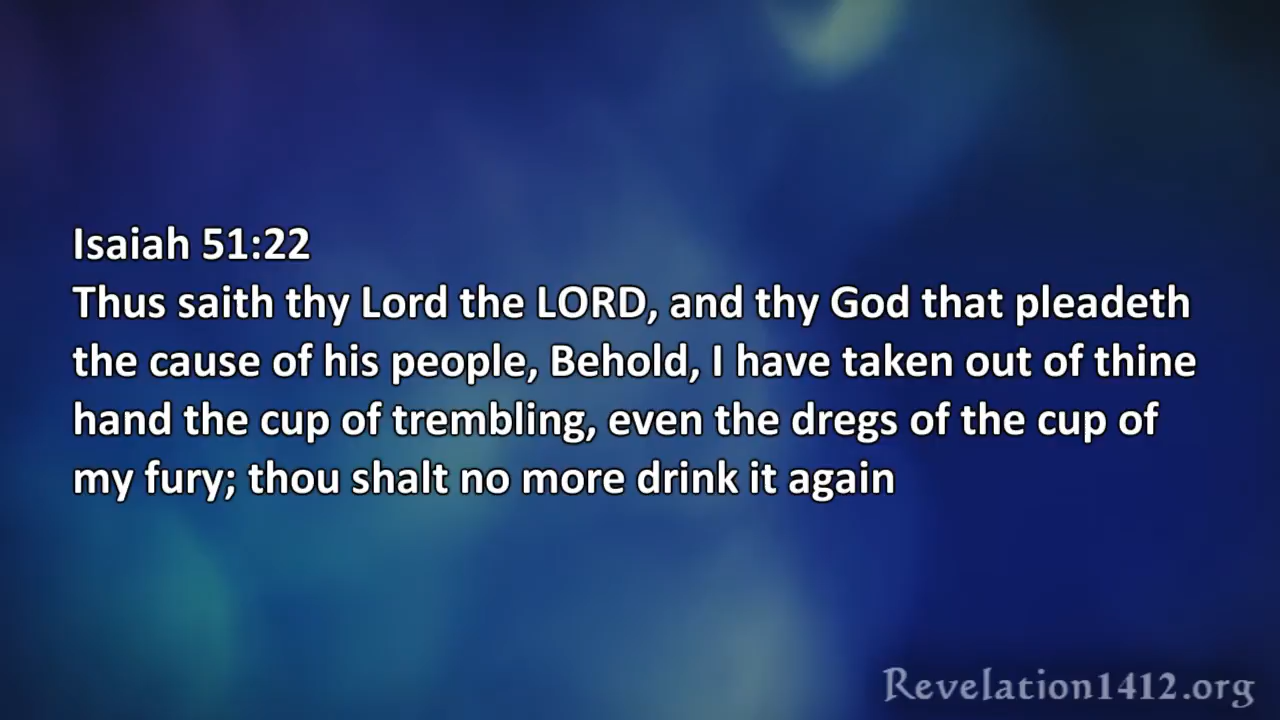 Isaiah 51:22
Thus saith thy Lord the LORD, and thy God that pleadeth
the cause of his people, Behold, I have taken out of thine
hand the cup of trembling, even the dregs of the cup of
my fury; thou shalt no more drink it again
Revelation1412.org